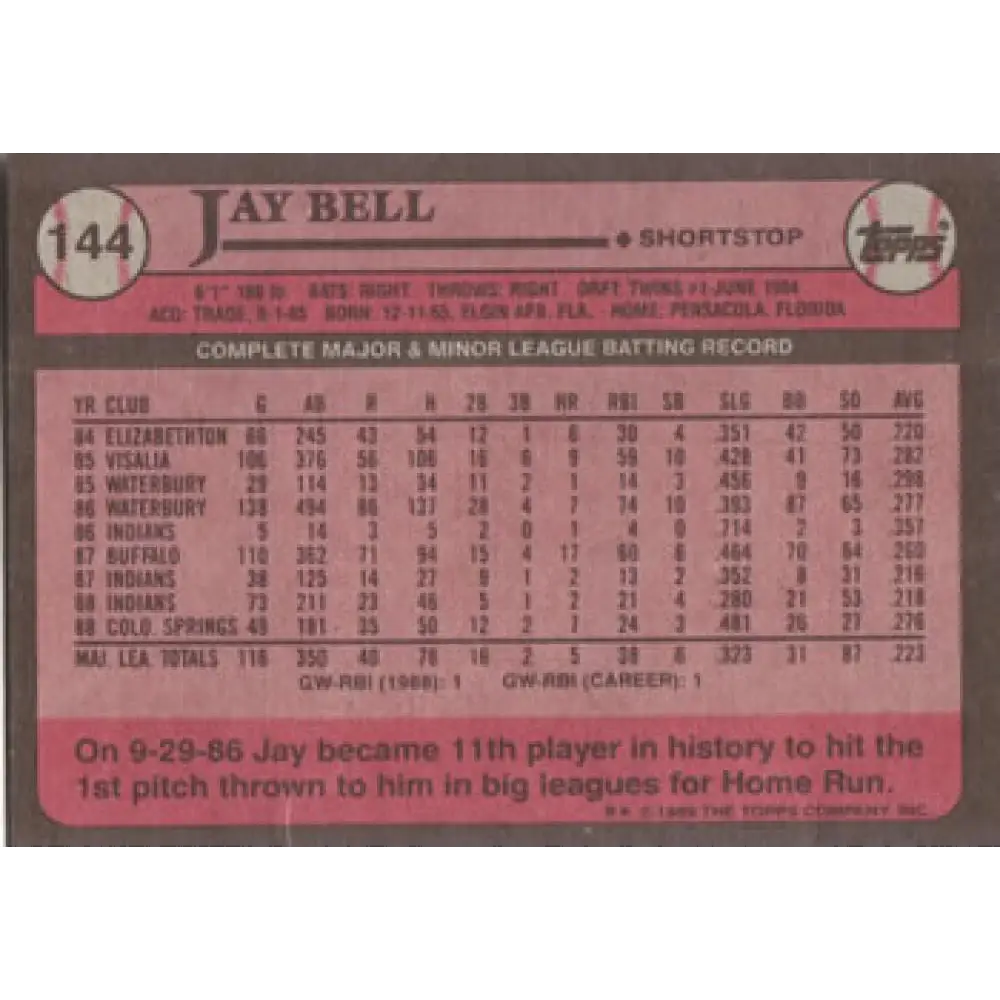 144
JAY BELL
SHORTSTOP
TOPPS®
6'1" 180 lb. BATS: RIGHT THROWS: RIGHT DRFT: TWINS #1-JUNE 1984
ACQ: TRADE, 8-1-85 BORN: 12-11-65, ELGIN AFB, FLA. HOME: PENSACOLA, FLORIDA
COMPLETE MAJOR & MINOR LEAGUE BATTING RECORD
YR CLUB G AB R H 2B 3B HR RBI SB SLG BB SO AVG
84 ELIZABETHTON 66 245 43 54 12 1 6 30 4 .351 42 50 .220
85 VISALIA 106 376 56 106 16 6 9 59 10 .428 41 73 .282
85 WATERBURY 29 114 13 34 11 2 1 14 3 .456 9 16 .298
86 WATERBURY 138 494 86 137 28 4 7 74 10 .393 87 65 .277
86 INDIANS 5 14 3 5 2 0 1 4 0 .714 2 3 .357
87 BUFFALO 110 362 71 94 15 4 17 60 6 .464 70 84 .260
87 INDIANS 38 125 14 27 9 1 2 13 2 .352 8 31 .216
88 INDIANS 73 211 23 46 5 1 2 21 4 .280 21 53 .218
88 COLO. SPRINGS 49 181 35 50 12 2 7 24 3 .481 26 27 .276
MAJ. LEA. TOTALS 116 350 40 78 16 2 5 38 6 .323 31 87 .223
GW-RBI (1988): 1 GW-RBI (CAREER): 1
On 9-29-86 Jay became 11th player in history to hit the
1st pitch thrown to him in big leagues for Home Run.
© 1989 THE TOPPS COMPANY, INC.